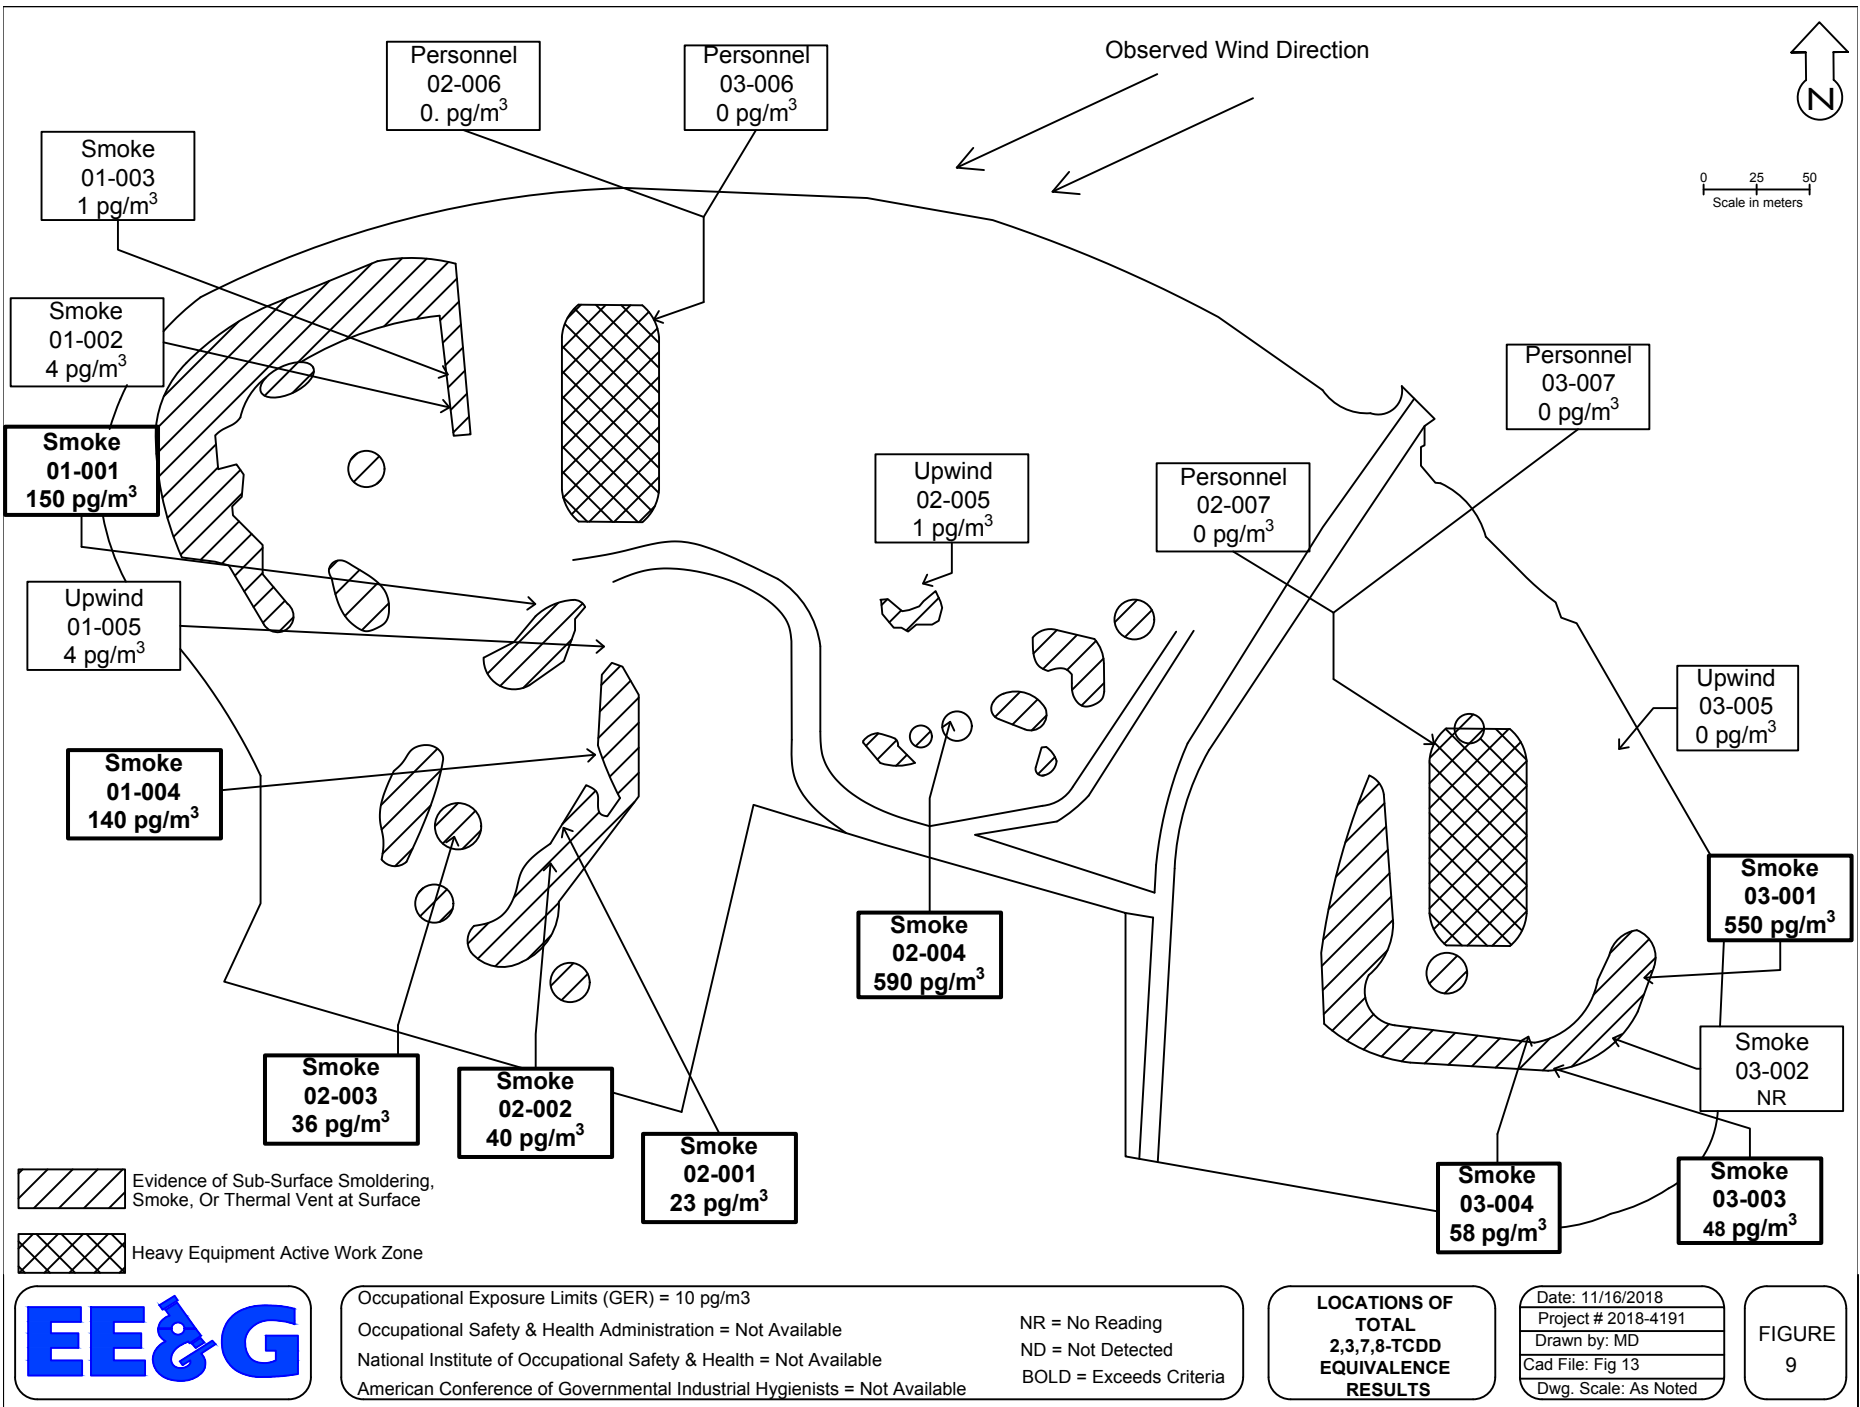 Observed Wind Direction
N
0 25 50
Scale in meters
Personnel
02-006
0. pg/m³
Personnel
03-006
0 pg/m³
Smoke
01-003
1 pg/m³
Smoke
01-002
4 pg/m³
Smoke
01-001
150 pg/m³
Upwind
01-005
4 pg/m³
Smoke
01-004
140 pg/m³
Upwind
02-005
1 pg/m³
Personnel
02-007
0 pg/m³
Personnel
03-007
0 pg/m³
Upwind
03-005
0 pg/m³
Smoke
03-001
550 pg/m³
Smoke
02-004
590 pg/m³
Smoke
03-002
NR
Smoke
02-003
36 pg/m³
Smoke
02-002
40 pg/m³
Smoke
02-001
23 pg/m³
Smoke
03-004
58 pg/m³
Smoke
03-003
48 pg/m³
Evidence of Sub-Surface Smoldering,
Smoke, Or Thermal Vent at Surface
Heavy Equipment Active Work Zone
EE&G
Occupational Exposure Limits (GER) = 10 pg/m3
Occupational Safety & Health Administration = Not Available
National Institute of Occupational Safety & Health = Not Available
American Conference of Governmental Industrial Hygienists = Not Available
NR = No Reading
ND = Not Detected
BOLD = Exceeds Criteria
LOCATIONS OF
TOTAL
2,3,7,8-TCDD
EQUIVALENCE
RESULTS
Date: 11/16/2018
Project # 2018-4191
Drawn by: MD
Cad File: Fig 13
Dwg. Scale: As Noted
FIGURE
9